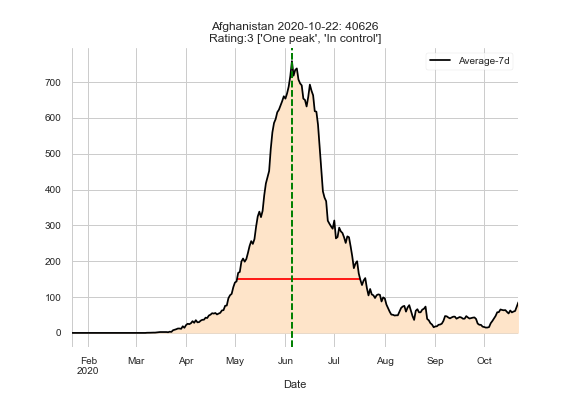 Afghanistan 2020-10-22: 40626
Rating:3 ['One peak', 'In control']
Average-7d
700
600
500
400
300
200
100
0
Feb
2020
Mar
Apr
May
Jun
Jul
Aug
Sep
Oct
Date